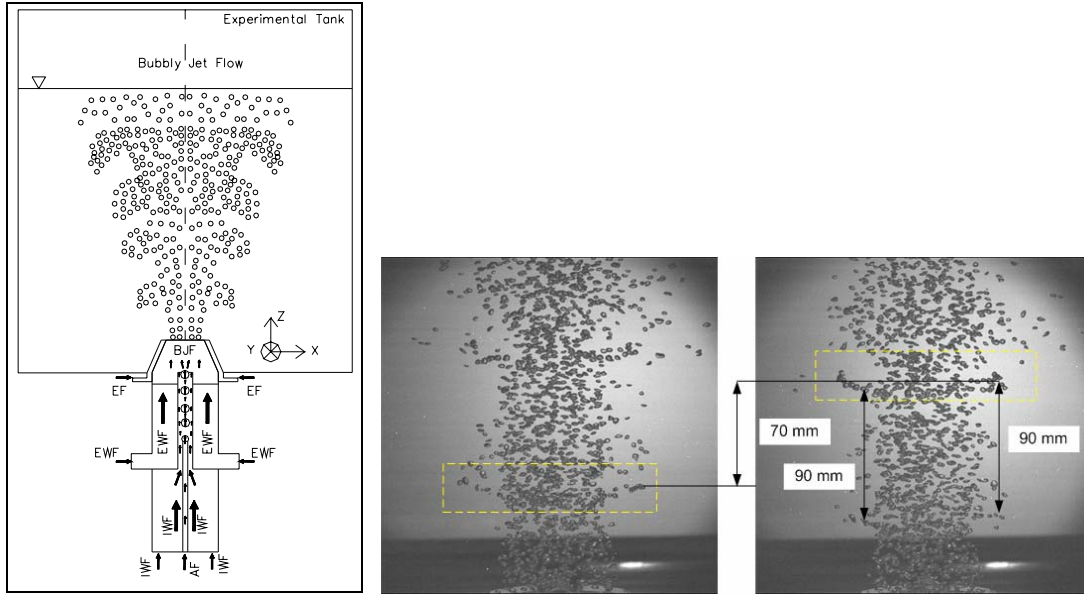 Experimental Tank
Bubbly Jet Flow
Z
Y
X
BJF
EF
EF
EWF
EWF
EWF
EWF
IWF
IWF
IWF
AF
IWF
70 mm
90 mm
90 mm